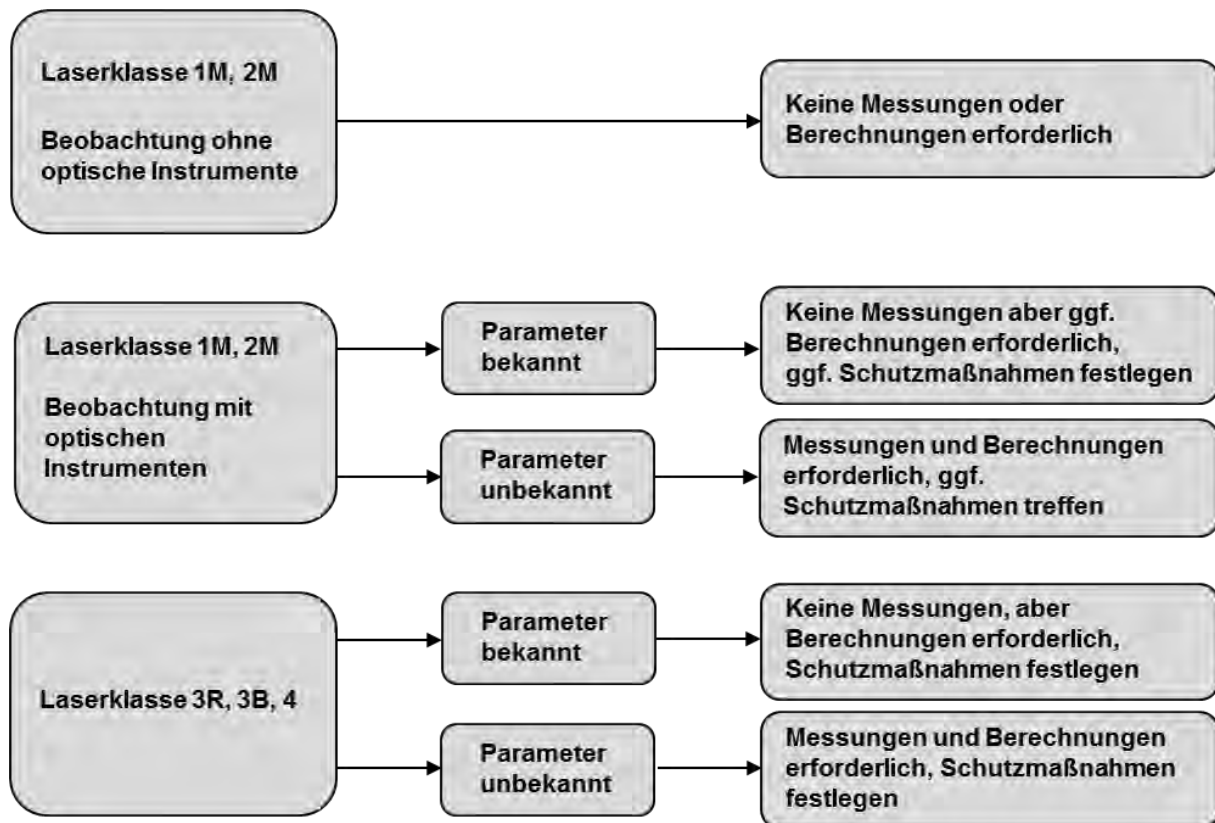 Laserklasse 1M, 2M
Beobachtung ohne
optische Instrumente
Keine Messungen oder
Berechnungen erforderlich
Laserklasse 1M, 2M
Beobachtung mit
optischen
Instrumenten
Parameter
bekannt
Keine Messungen aber ggf.
Berechnungen erforderlich,
ggf. Schutzmaßnahmen festlegen
Parameter
unbekannt
Messungen und Berechnungen
erforderlich, ggf.
Schutzmaßnahmen treffen
Laserklasse 3R, 3B, 4
Parameter
bekannt
Keine Messungen, aber
Berechnungen erforderlich,
Schutzmaßnahmen festlegen
Parameter
unbekannt
Messungen und Berechnungen
erforderlich, Schutzmaßnahmen
festlegen